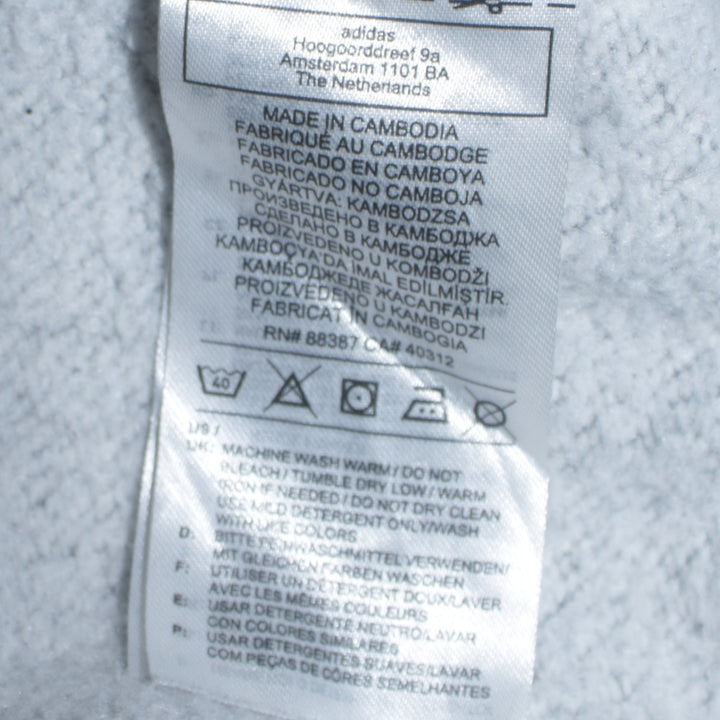 adidas
Hoogoorddreef 9a
Amsterdam 1101 BA
The Netherlands
MADE IN CAMBODIA
FABRIQUÉ AU CAMBODGE
FABRICADO EN CAMBOYA
FABRICADO NO CAMBOJA
GYÁRTVA: KAMBODZSA
ПРОИЗВЕДЕНО В КАМБОДЖА
СДЕЛАНО В КАМБОДЖЕ
PROIZVEDENO U KOMBODŽI
KAMBOÇYA'DA IMAL EDİLMİŞTİR.
КАМБОДЖЕДЕ ЖАСАЛҒАН
PROIZVEDENO U KAMBODZI
FABRICAT IN CAMBOGIA
RN# 88387 CA# 40312
40
US /
UK: MACHINE WASH WARM / DO NOT
BLEACH / TUMBLE DRY LOW / WARM
IRON IF NEEDED / DO NOT DRY CLEAN
USE MILD DETERGENT ONLY/WASH
WITH LIKE COLORS
D: BITTE FEINWASCHMITTEL VERWENDEN/
MIT GLEICHEN FARBEN WASCHEN
F: UTILISER UN DÉTERGENT DOUX/LAVER
AVEC LES MÊMES COULEURS
E: USAR DETERGENTE NEUTRO/LAVAR
CON COLORES SIMILARES
P: USAR DETERGENTES SUAVES/LAVAR
COM PEÇAS DE CÔRES SEMELHANTES